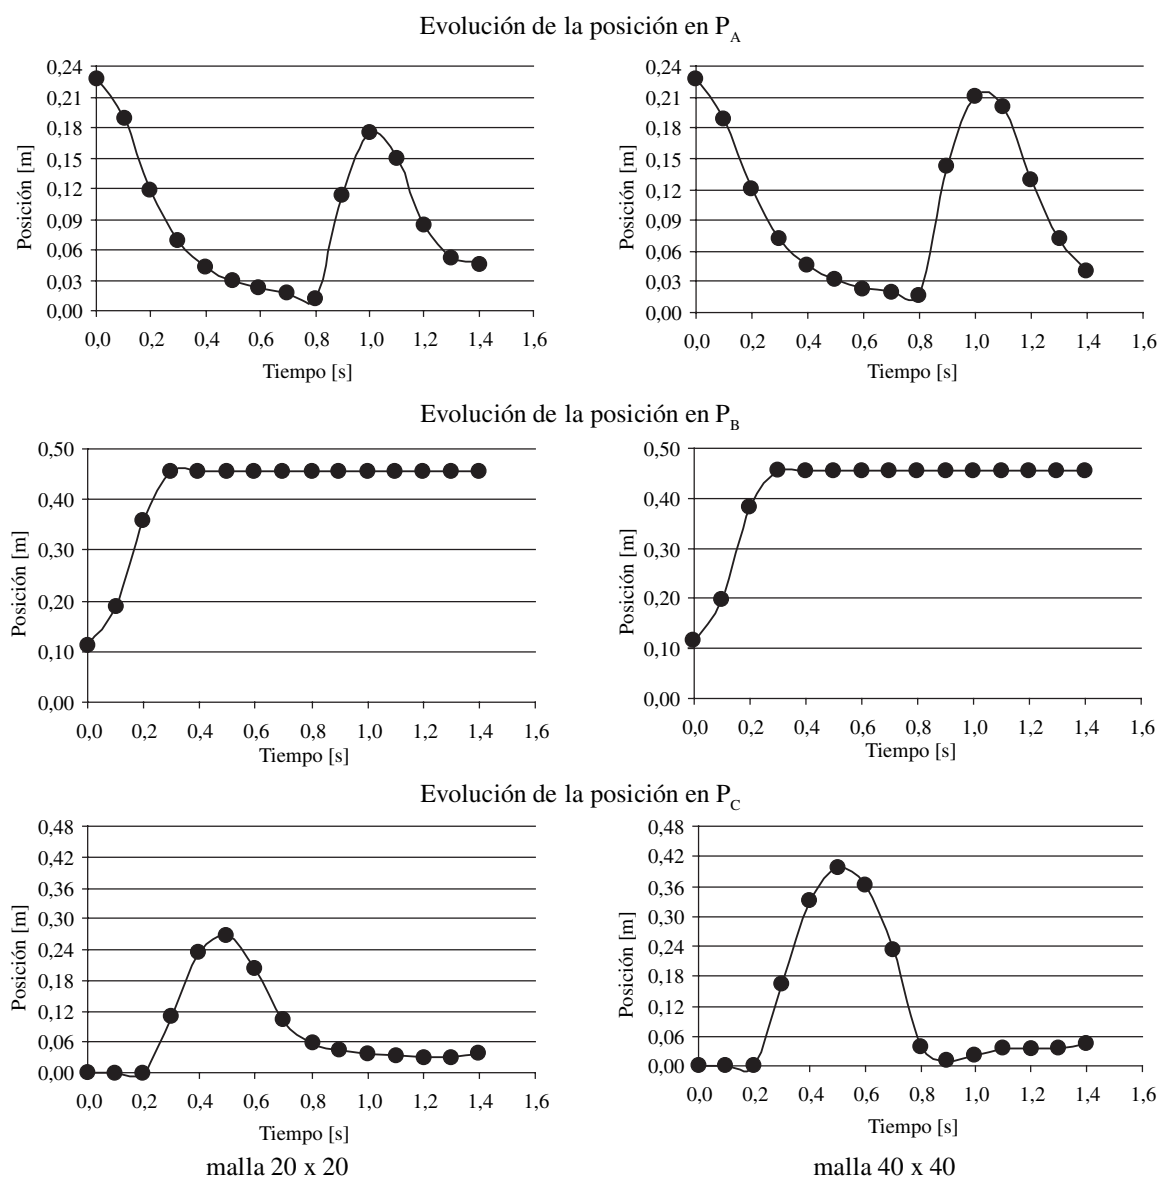 Evolución de la posición en P_A
0,24 0,24
0,21 0,21
0,18 0,18
0,15 0,15
0,12 0,12
0,09 0,09
0,06 0,06
0,03 0,03
0,00 0,00
Posición [m] Posición [m]
0,0 0,2 0,4 0,6 0,8 1,0 1,2 1,4 1,6 0,0 0,2 0,4 0,6 0,8 1,0 1,2 1,4 1,6
Tiempo [s] Tiempo [s]
Evolución de la posición en P_B
0,50 0,50
0,40 0,40
0,30 0,30
0,20 0,20
0,10 0,10
0,00 0,00
Posición [m] Posición [m]
0,0 0,2 0,4 0,6 0,8 1,0 1,2 1,4 1,6 0,0 0,2 0,4 0,6 0,8 1,0 1,2 1,4 1,6
Tiempo [s] Tiempo [s]
Evolución de la posición en P_C
0,48 0,48
0,42 0,42
0,36 0,36
0,30 0,30
0,24 0,24
0,18 0,18
0,12 0,12
0,06 0,06
0,00 0,00
Posición [m] Posición [m]
0,0 0,2 0,4 0,6 0,8 1,0 1,2 1,4 1,6 0,0 0,2 0,4 0,6 0,8 1,0 1,2 1,4 1,6
Tiempo [s] Tiempo [s]
malla 20 x 20 malla 40 x 40